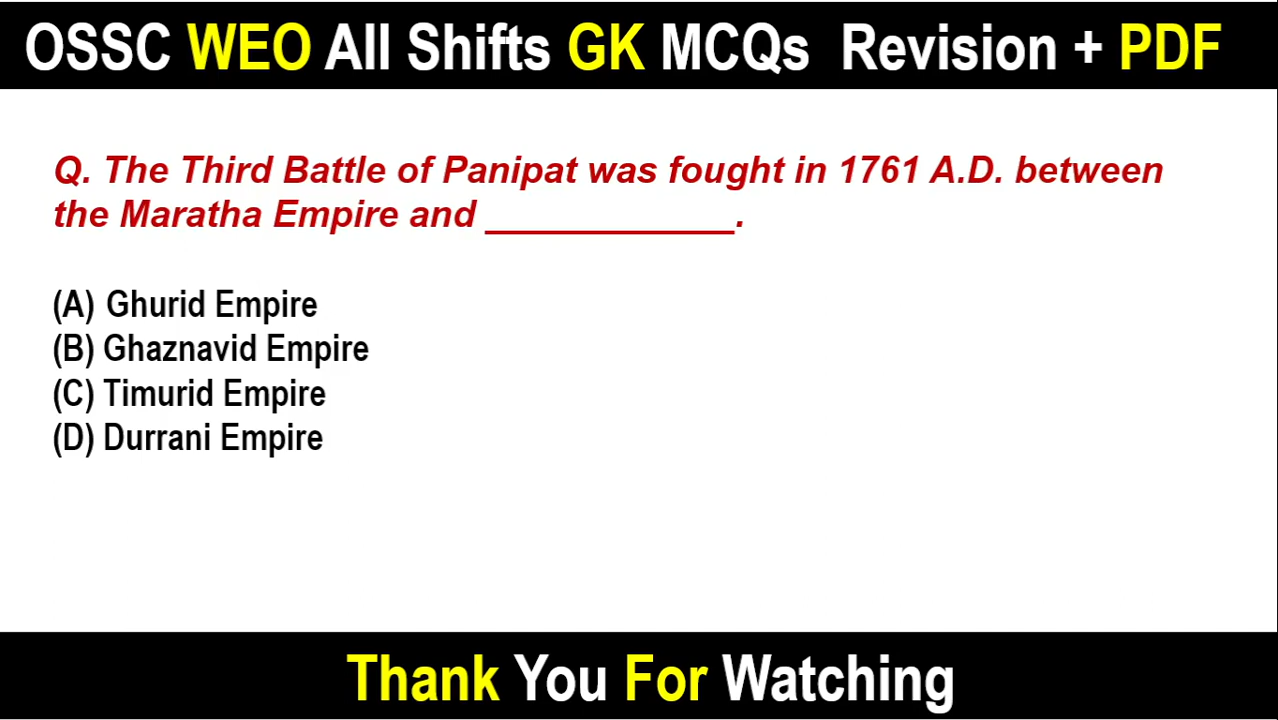 OSSC WEO All Shifts GK MCQs Revision + PDF
Q. The Third Battle of Panipat was fought in 1761 A.D. between
the Maratha Empire and ____________.
(A) Ghurid Empire
(B) Ghaznavid Empire
(C) Timurid Empire
(D) Durrani Empire
Thank You For Watching